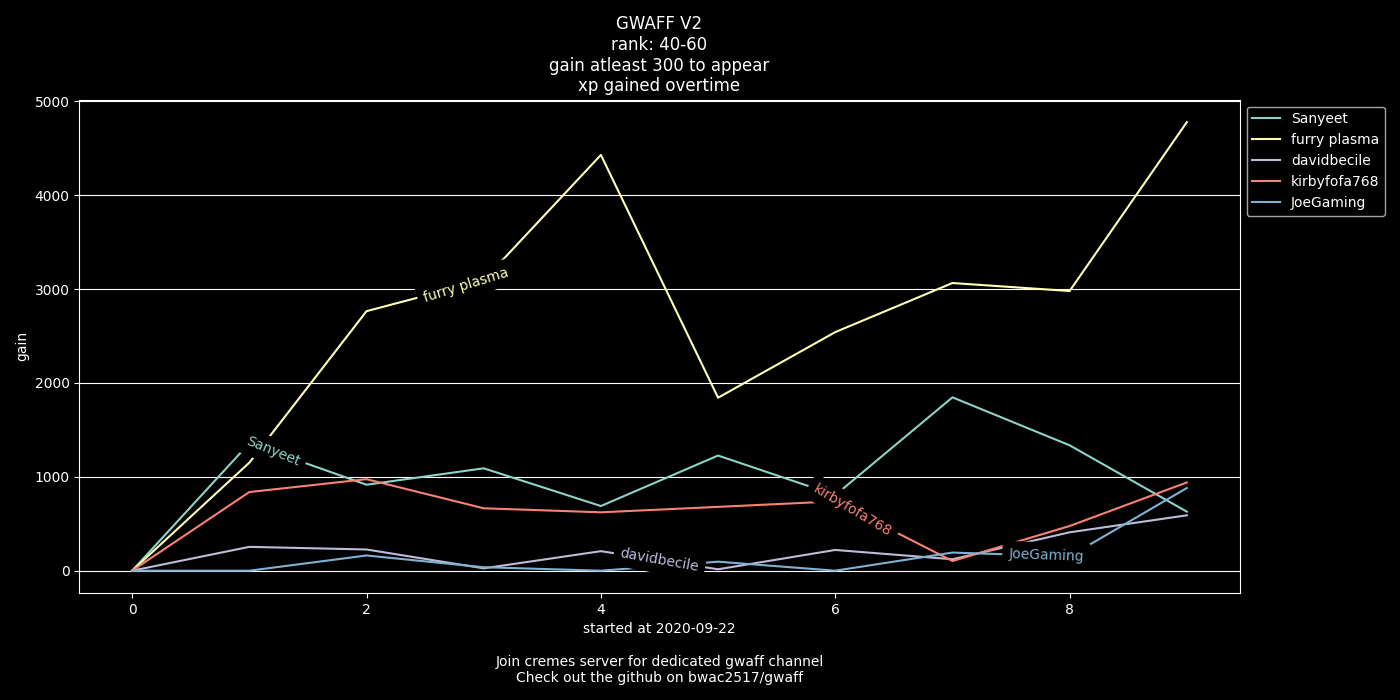 GWAFF V2
rank: 40-60
gain atleast 300 to appear
xp gained overtime
5000
4000
3000
2000
1000
0
gain
furry plasma
Sanyeet
kirbyfofa768
davidbecile
JoeGaming
Sanyeet
furry plasma
davidbecile
kirbyfofa768
JoeGaming
0 2 4 6 8
started at 2020-09-22
Join cremes server for dedicated gwaff channel
Check out the github on bwac2517/gwaff